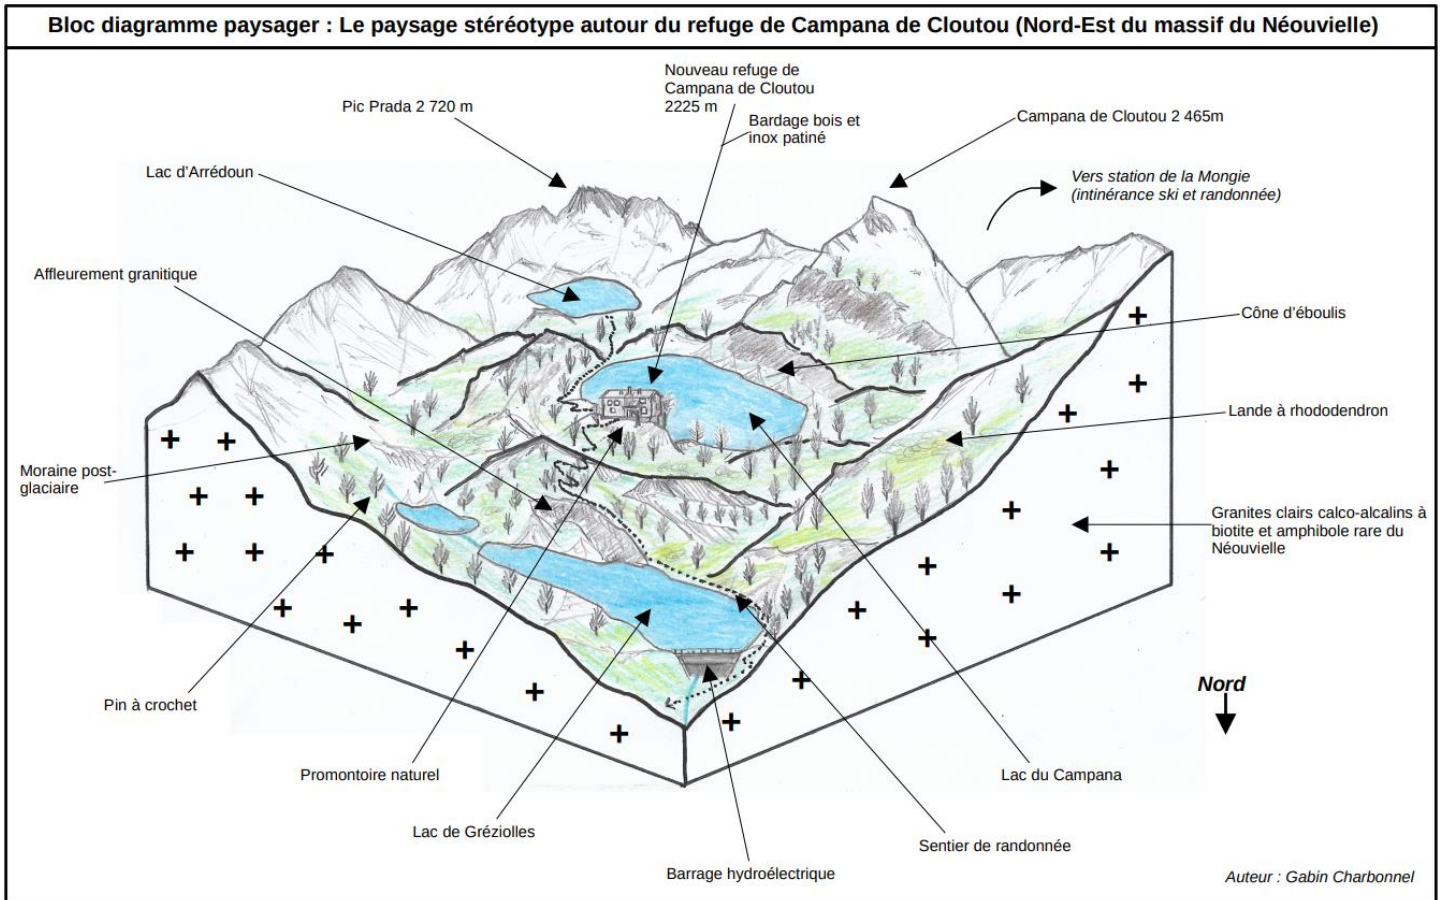 Bloc diagramme paysager : Le paysage stéréotype autour du refuge de Campana de Cloutou (Nord-Est du massif du Néouvielle)
Nouveau refuge de
Campana de Cloutou
2225 m
Pic Prada 2 720 m
Bardage bois et
inox patiné
Campana de Cloutou 2 465m
Lac d'Arrédoun
Vers station de la Mongie
(intinérance ski et randonnée)
Affleurement granitique
Cône d'éboulis
Lande à rhododendron
Moraine post-
glaciaire
Granites clairs calco-alcalins à
biotite et amphibole rare du
Néouvielle
Nord
Pin à crochet
Promontoire naturel
Lac du Campana
Lac de Gréziolles
Sentier de randonnée
Barrage hydroélectrique
Auteur : Gabin Charbonnel